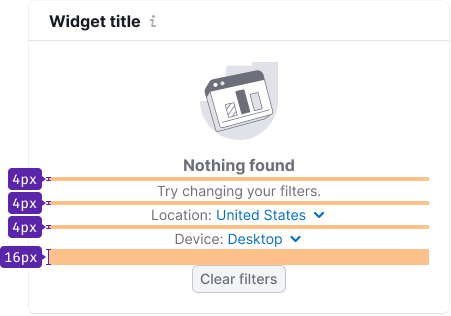 Widget title
Nothing found
4px
Try changing your filters.
4px
Location: United States
4px
Device: Desktop
16px
Clear filters